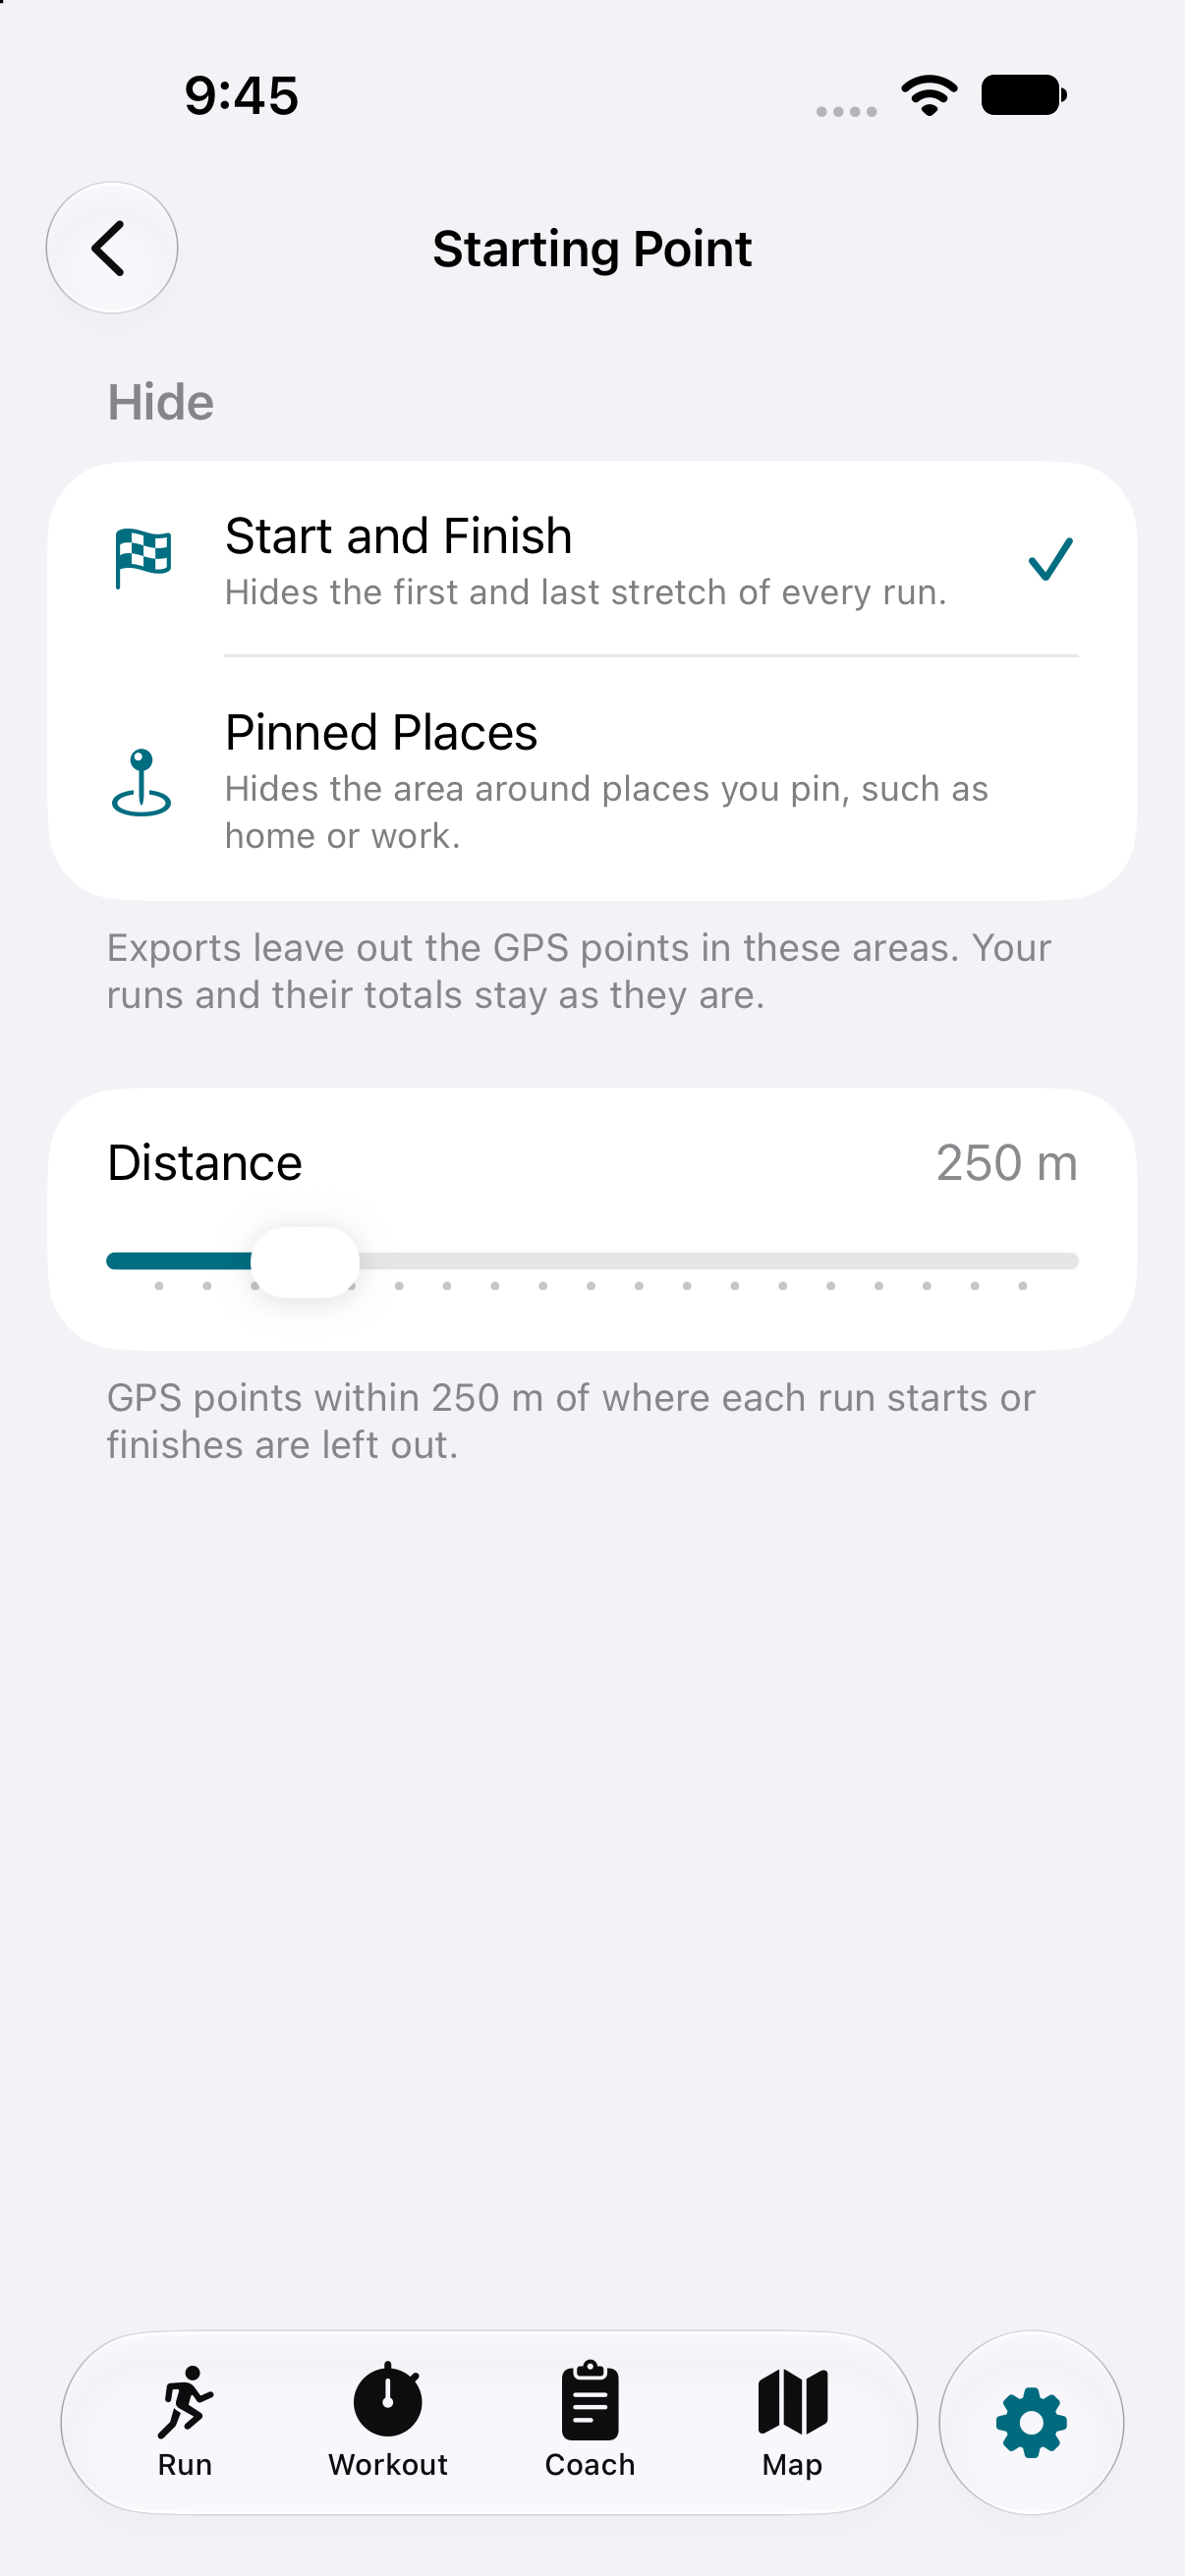 9:45
Starting Point
Hide
Start and Finish
Hides the first and last stretch of every run.
Pinned Places
Hides the area around places you pin, such as
home or work.
Exports leave out the GPS points in these areas. Your
runs and their totals stay as they are.
Distance
250 m
GPS points within 250 m of where each run starts or
finishes are left out.
Run
Workout
Coach
Map